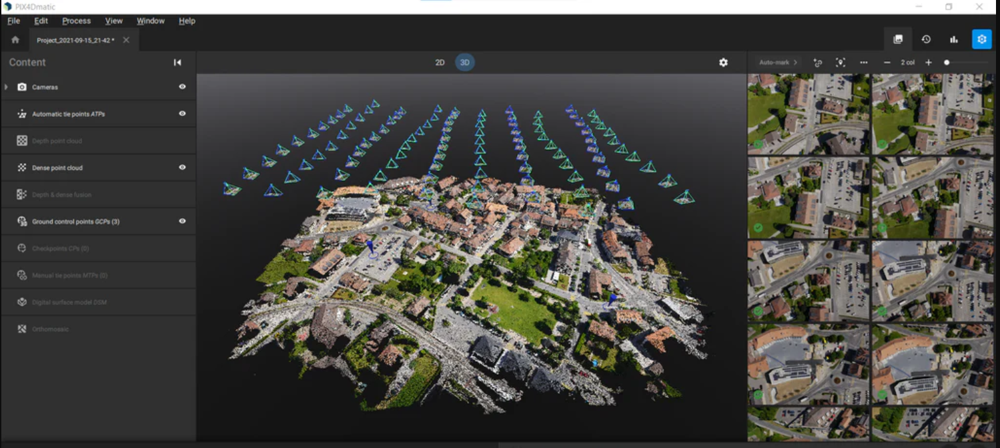 PIX4Dmatic
File Edit Process View Window Help
Project_2021-09-15_21-42 *
Content
2D 3D
Auto-mark
2 col
Cameras
Automatic tie points ATPs
Depth point cloud
Dense point cloud
Depth & dense fusion
Ground control points GCPs (3)
Checkpoints CPs (0)
Manual tie points MTPs (0)
Digital surface model DSM
Orthomosaic